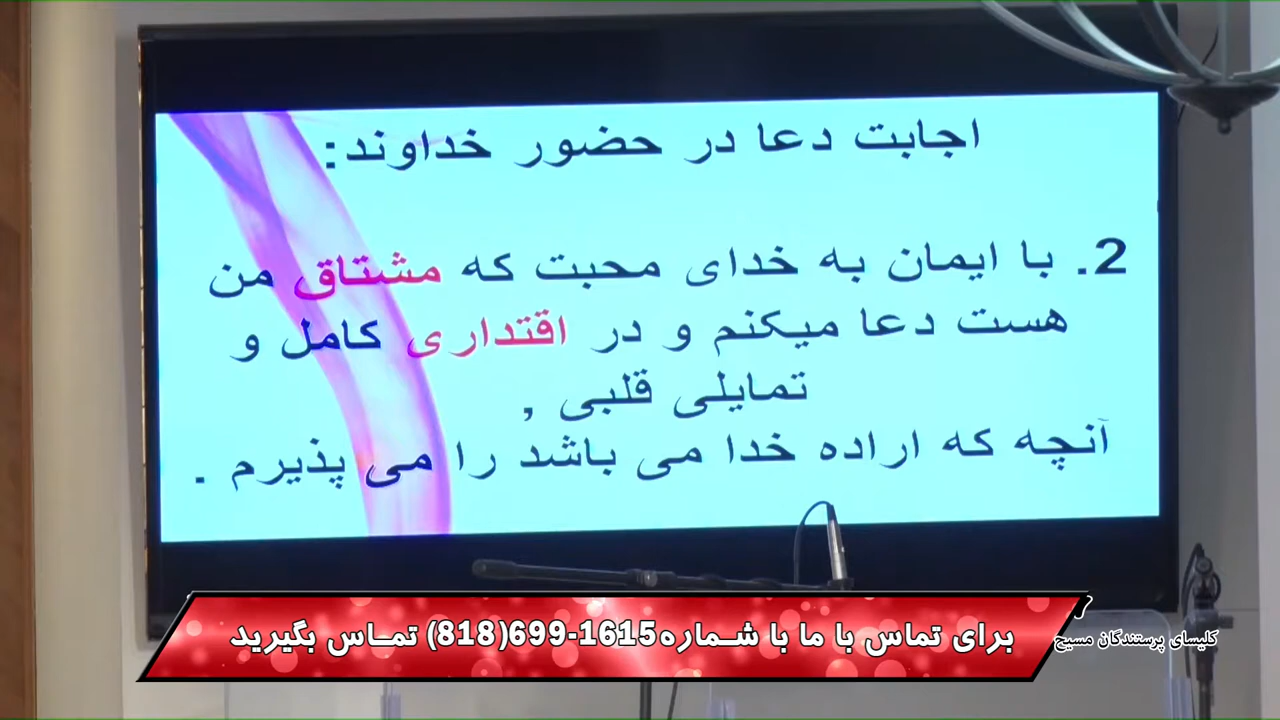 اجابت دعا در حضور خداوند:
2. با ایمان به خدای محبت که مشتاق من
هست دعا میکنم و در اقتداری کامل و
تمایلی قلبی ,
آنچه که اراده خدا می باشد را می پذیرم .
برای تماس با ما با شـماره 1615-699(818) تمـاس بگیرید
کلیسای پرستندگان مسیح